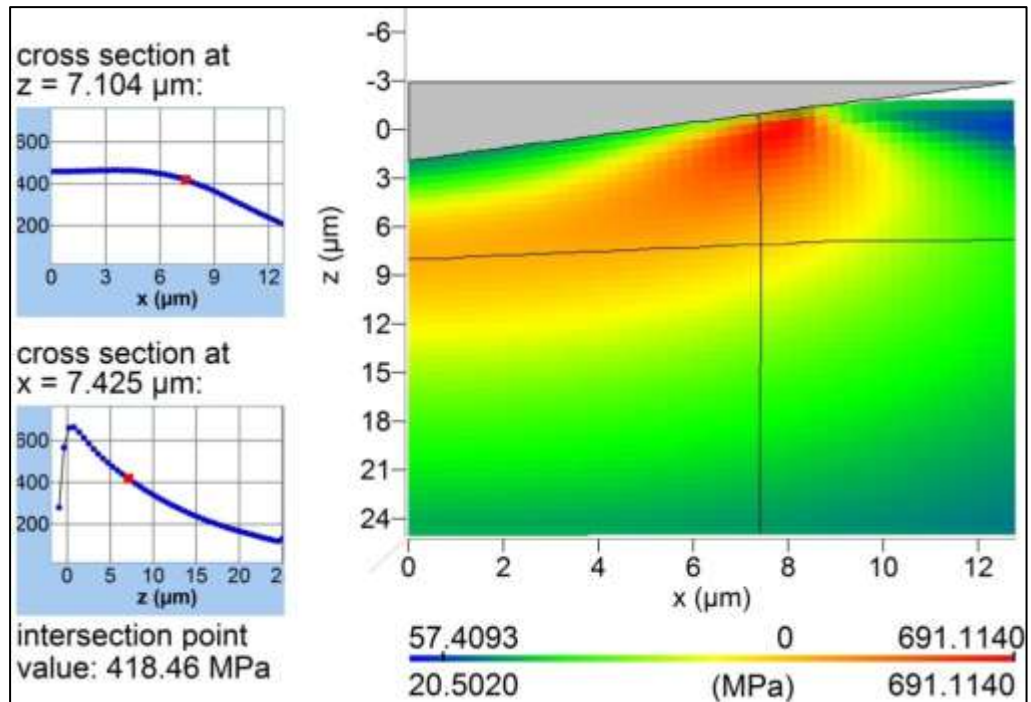 cross section at
z = 7.104 µm:
600
400
200
0 3 6 9 12
x (µm)
cross section at
x = 7.425 µm:
600
400
200
0 5 10 15 20 2
z (µm)
intersection point
value: 418.46 MPa
-6
-3
0
3
6
9
12
15
18
21
24
z (µm)
0 2 4 6 8 10 12
x (µm)
57.4093 0 691.1140
20.5020 (MPa) 691.1140